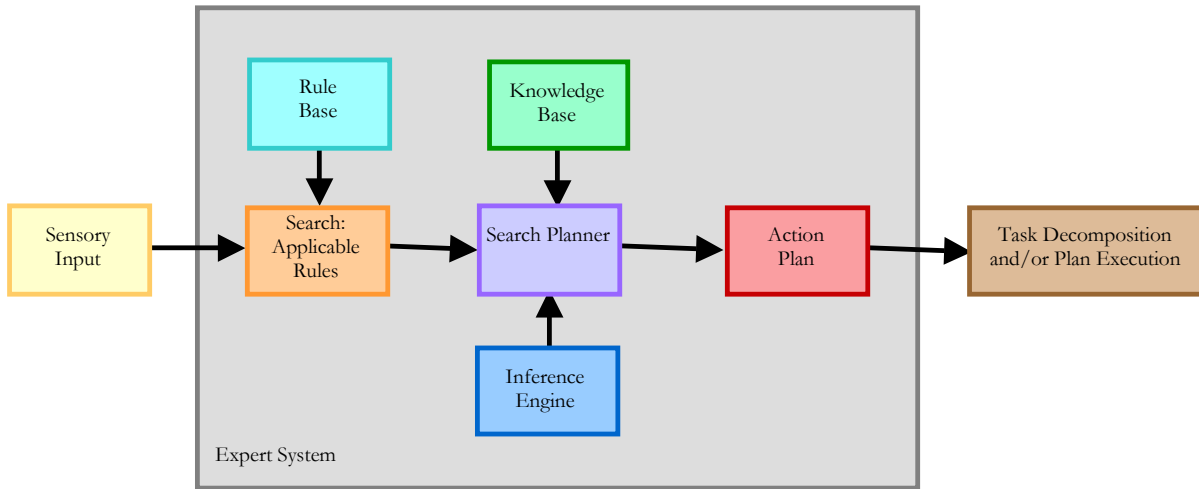 Rule
Base
Knowledge
Base
Sensory
Input
Search:
Applicable
Rules
Search Planner
Action
Plan
Task Decomposition
and/or Plan Execution
Inference
Engine
Expert System